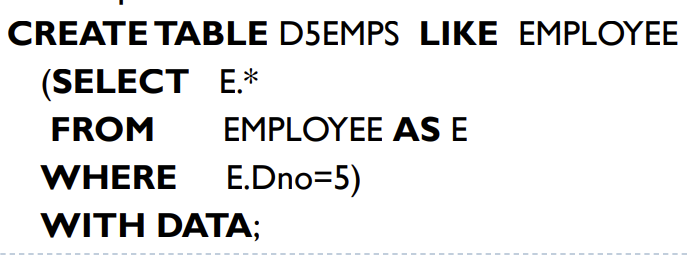 CREATE TABLE D5EMPS LIKE EMPLOYEE
(SELECT E.*
FROM EMPLOYEE AS E
WHERE E.Dno=5)
WITH DATA;